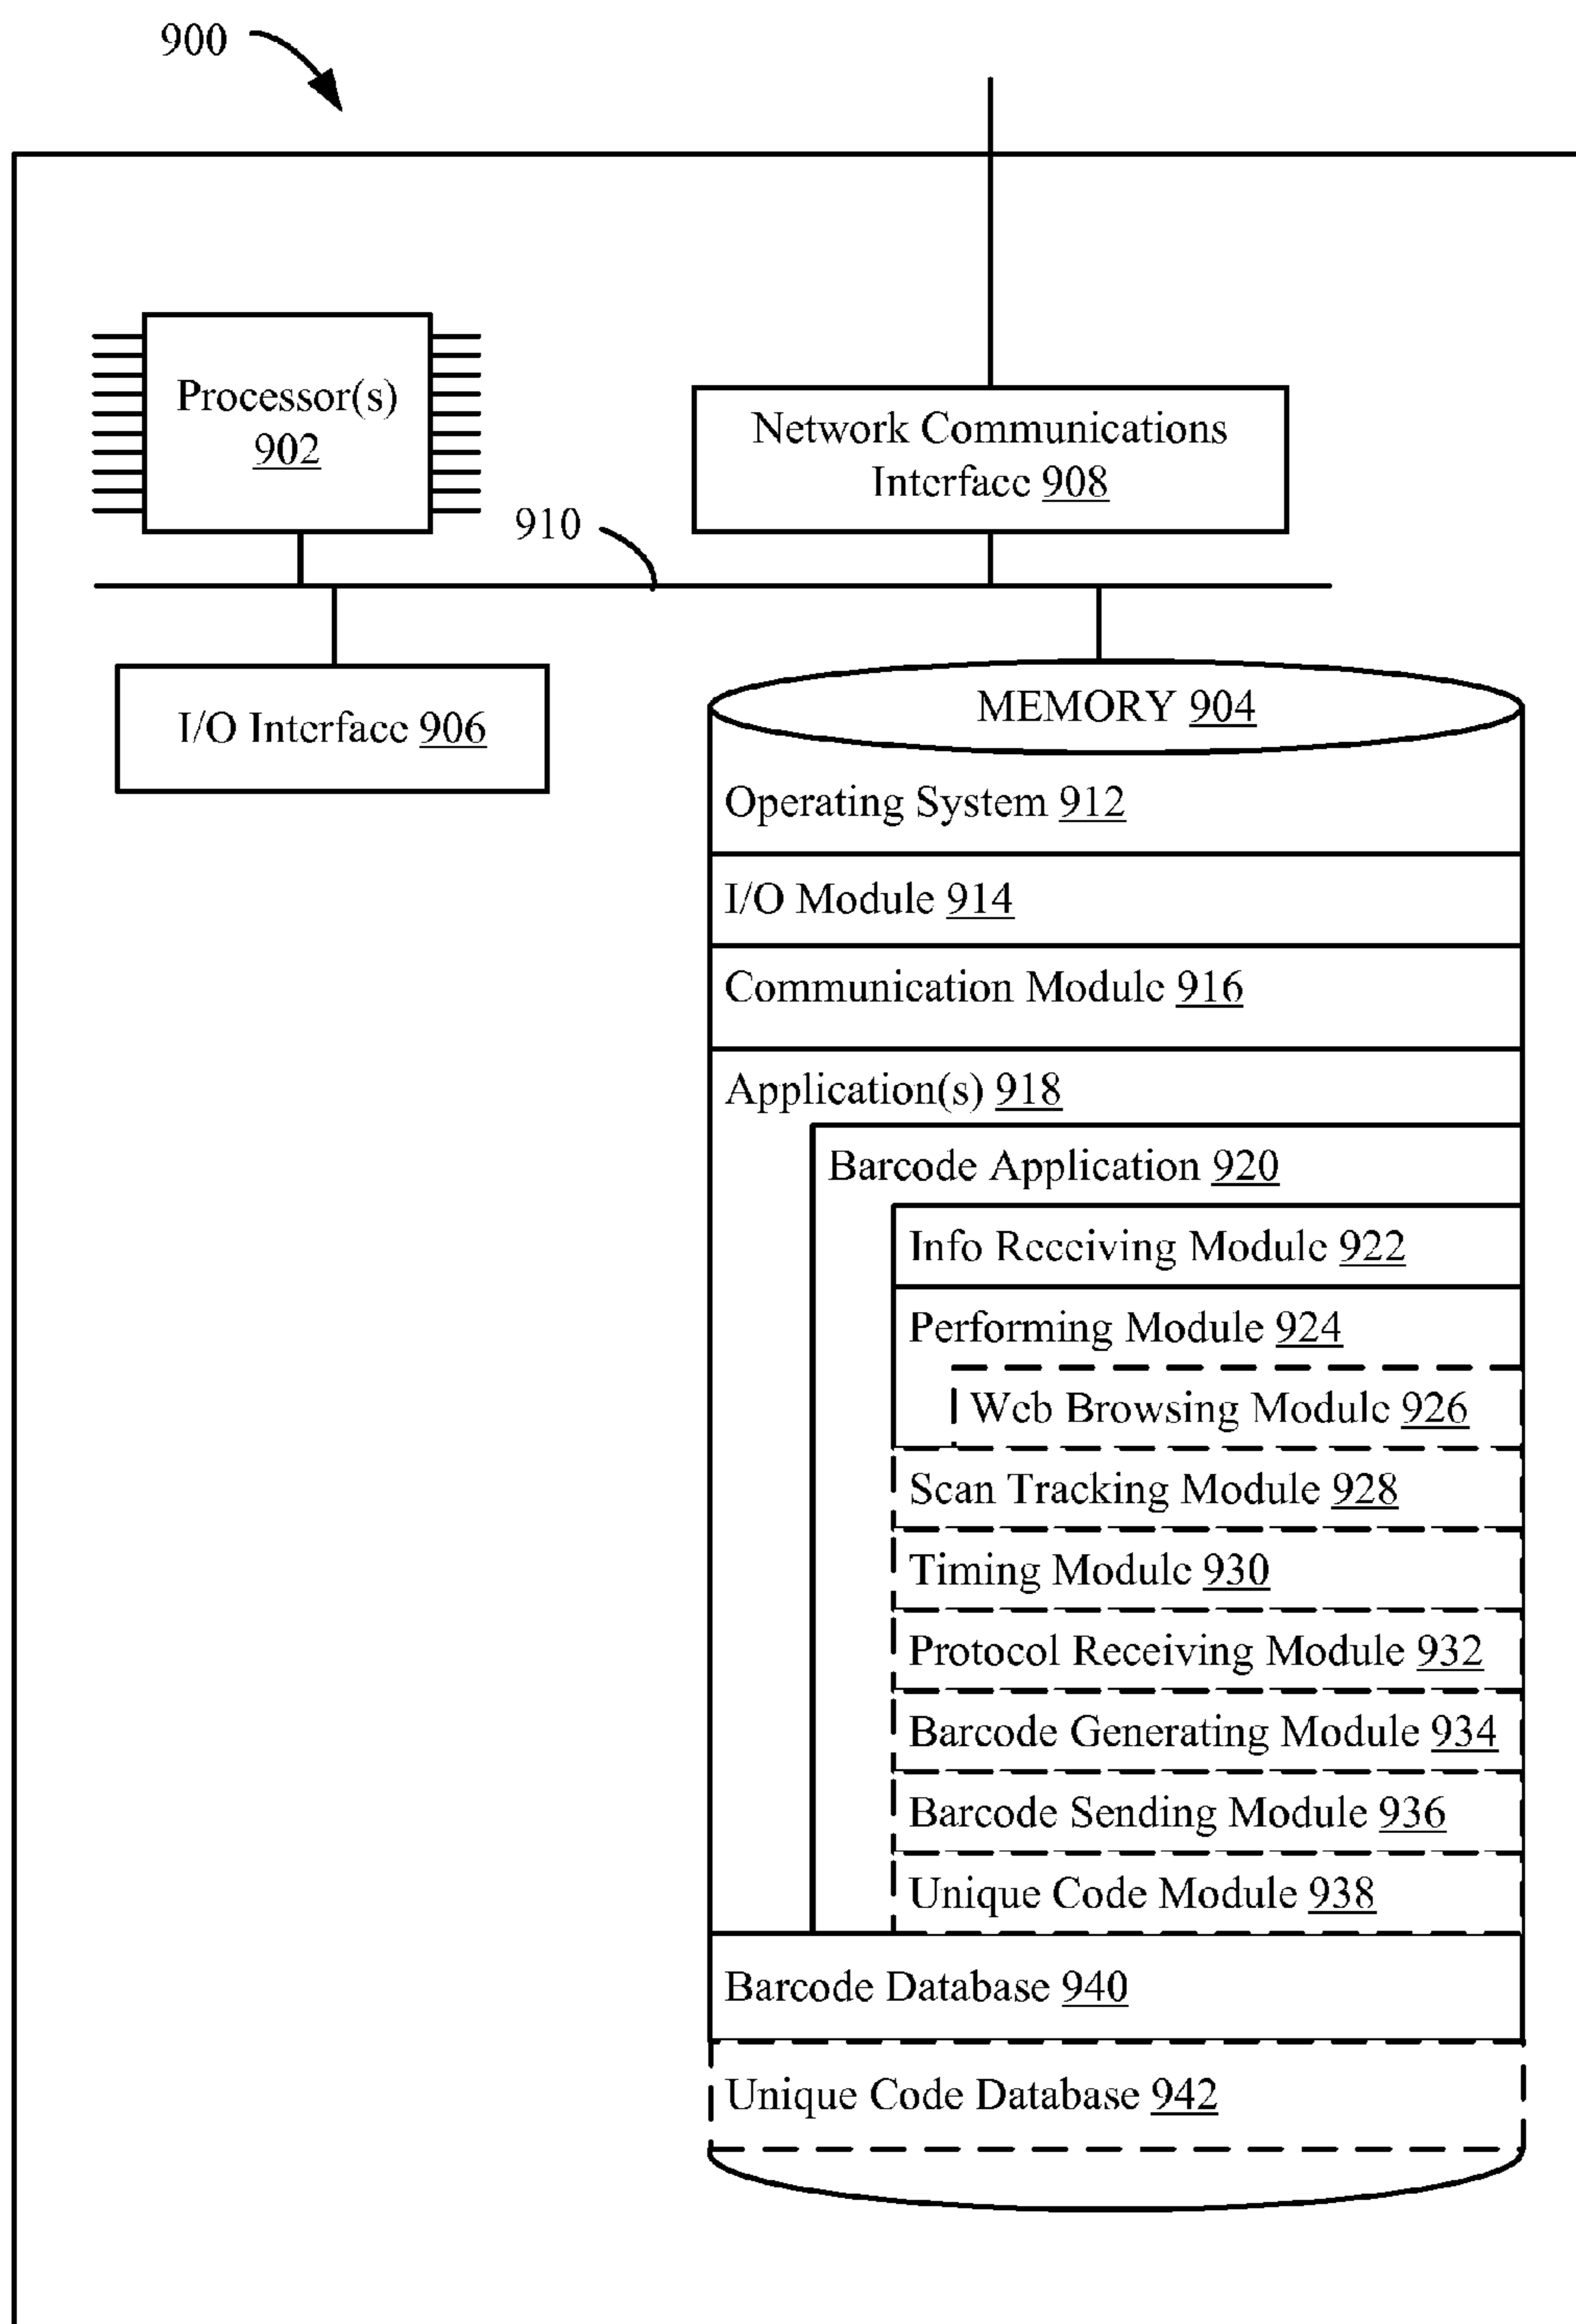 900
Processor(s)
902
Network Communications
Interface 908
910
I/O Interface 906
MEMORY 904
Operating System 912
I/O Module 914
Communication Module 916
Application(s) 918
Barcode Application 920
Info Receiving Module 922
Performing Module 924
Web Browsing Module 926
Scan Tracking Module 928
Timing Module 930
Protocol Receiving Module 932
Barcode Generating Module 934
Barcode Sending Module 936
Unique Code Module 938
Barcode Database 940
Unique Code Database 942